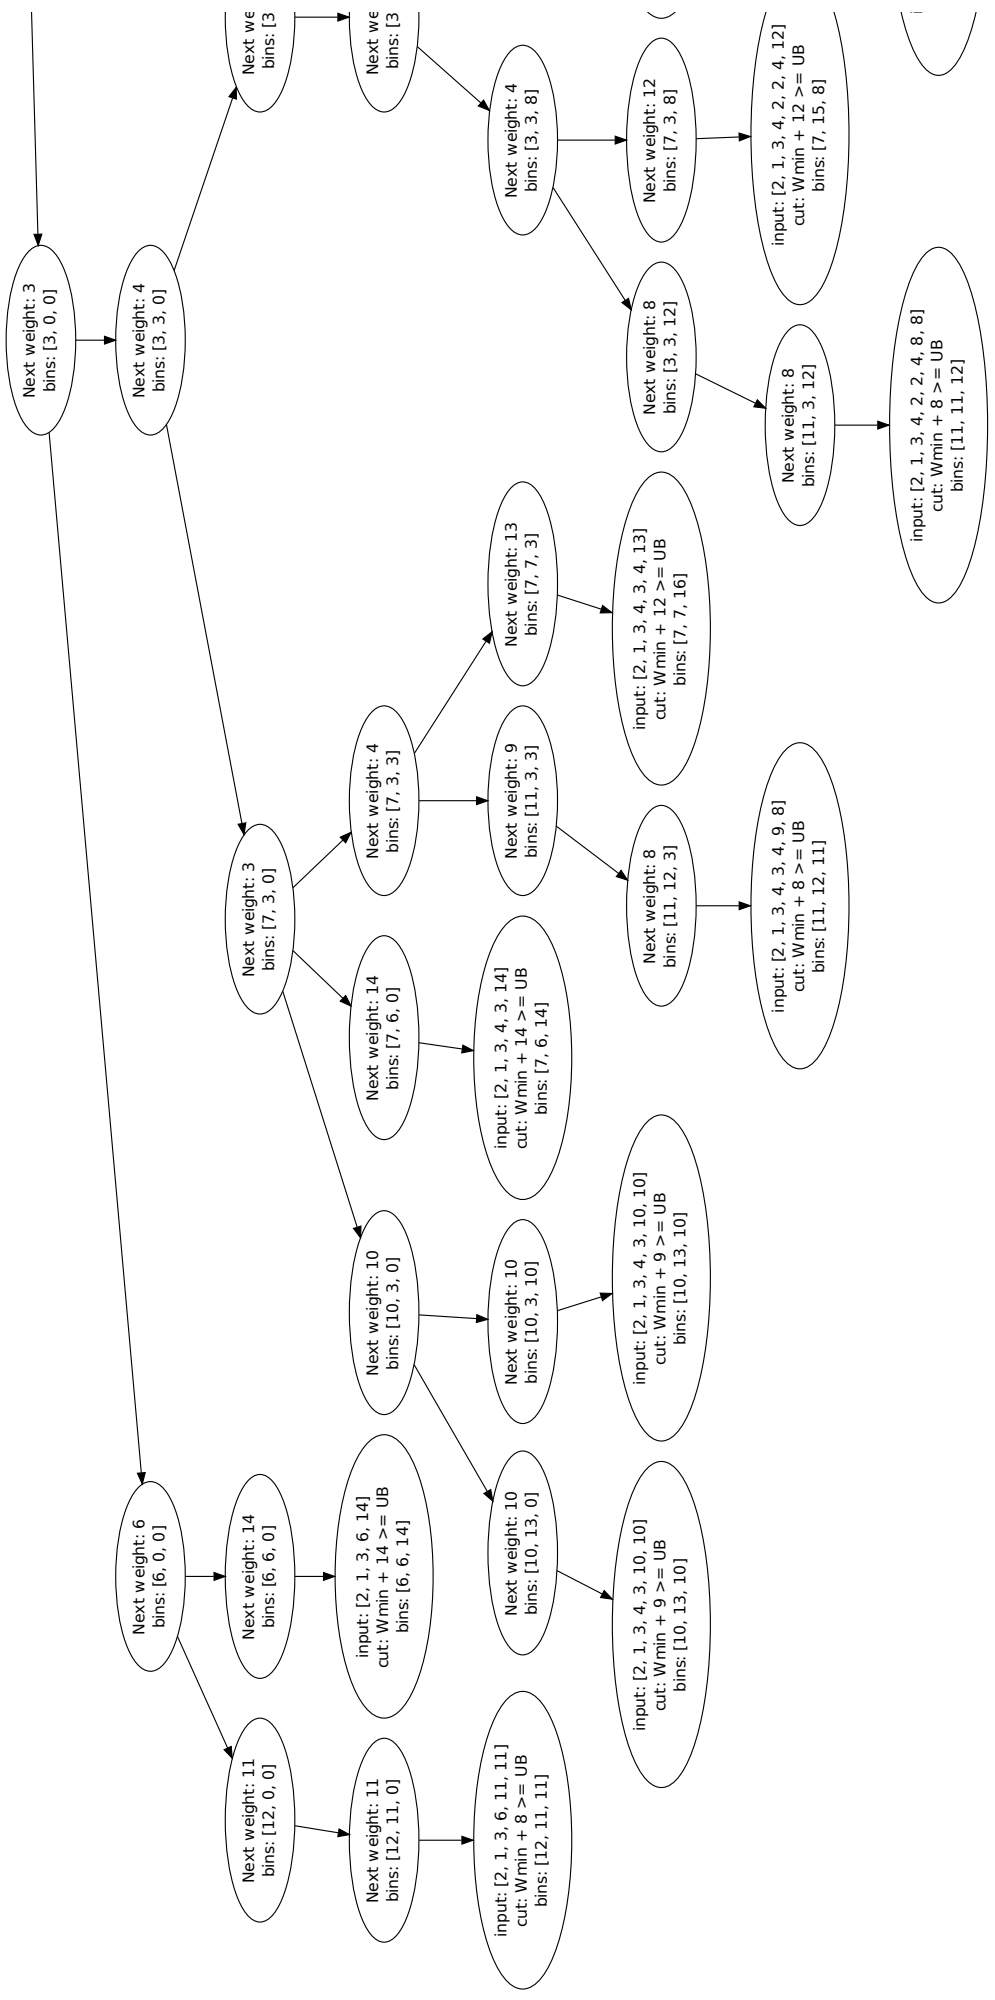 Next weight: 3
bins: [3, 0, 0]
Next weight: 6
bins: [6, 0, 0]
Next weight: 4
bins: [3, 3, 0]
Next weight: 11
bins: [12, 0, 0]
Next weight: 14
bins: [6, 6, 0]
Next weight: 3
bins: [7, 3, 0]
Next we
bins: [3
Next weight: 11
bins: [12, 11, 0]
input: [2, 1, 3, 6, 14]
cut: Wmin + 14 >= UB
bins: [6, 6, 14]
Next weight: 10
bins: [10, 3, 0]
Next weight: 14
bins: [7, 6, 0]
Next weight: 4
bins: [7, 3, 3]
Next we
bins: [3
input: [2, 1, 3, 6, 11, 11]
cut: Wmin + 8 >= UB
bins: [12, 11, 11]
Next weight: 10
bins: [10, 13, 0]
Next weight: 10
bins: [10, 3, 10]
input: [2, 1, 3, 4, 3, 14]
cut: Wmin + 14 >= UB
bins: [7, 6, 14]
Next weight: 9
bins: [11, 3, 3]
Next weight: 13
bins: [7, 7, 3]
Next weight: 4
bins: [3, 3, 8]
input: [2, 1, 3, 4, 3, 10, 10]
cut: Wmin + 9 >= UB
bins: [10, 13, 10]
input: [2, 1, 3, 4, 3, 10, 10]
cut: Wmin + 9 >= UB
bins: [10, 13, 10]
Next weight: 8
bins: [11, 12, 3]
input: [2, 1, 3, 4, 3, 4, 13]
cut: Wmin + 12 >= UB
bins: [7, 7, 16]
Next weight: 8
bins: [3, 3, 12]
Next weight: 12
bins: [7, 3, 8]
input: [2, 1, 3, 4, 3, 4, 9, 8]
cut: Wmin + 8 >= UB
bins: [11, 12, 11]
Next weight: 8
bins: [11, 3, 12]
input: [2, 1, 3, 4, 2, 2, 4, 12]
cut: Wmin + 12 >= UB
bins: [7, 15, 8]
input: [2, 1, 3, 4, 2, 2, 4, 8, 8]
cut: Wmin + 8 >= UB
bins: [11, 11, 12]